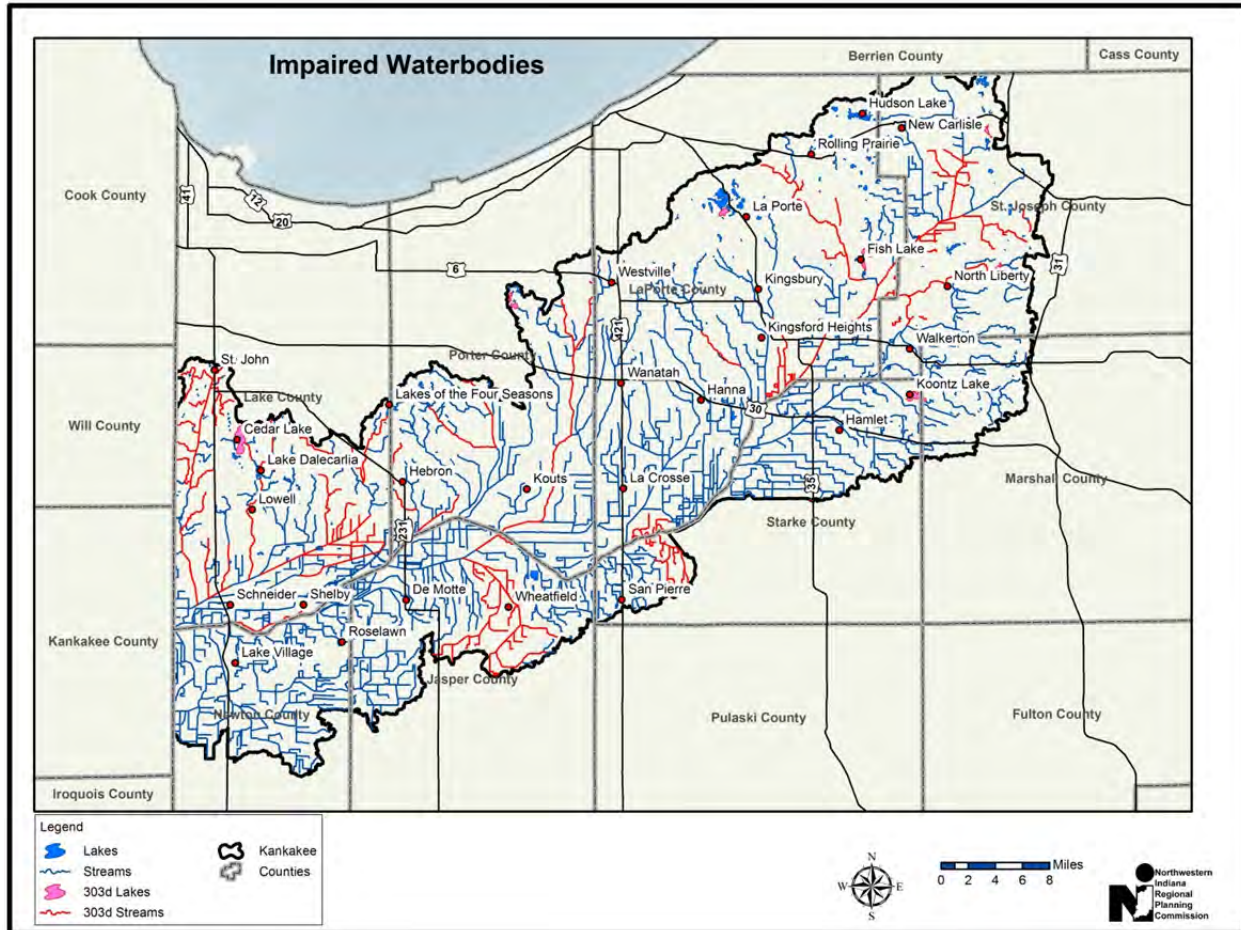 Impaired Waterbodies
Berrien County
Cass County
Hudson Lake
New Carlisle
Rolling Prairie
Cook County
41
12
20
La Porte
St. Joseph County
Fish Lake
31
6
Westville
LaPorte County
Kingsbury
North Liberty
421
Kingsford Heights
Walkerton
Porter County
St. John
Wanatah
Koontz Lake
Lake County
Lakes of the Four Seasons
Hanna
30
Will County
Cedar Lake
Hamlet
Lake Dalecarlia
Hebron
Kouts
La Crosse
35
Marshall County
Lowell
231
Starke County
Schneider
Shelby
De Motte
Wheatfield
San Pierre
Kankakee County
Roselawn
Lake Village
Jasper County
Newton County
Pulaski County
Fulton County
Iroquois County
Legend
Lakes
Streams
303d Lakes
303d Streams
Kankakee
Counties
N
W
E
S
Miles
0 2 4 6 8
Northwestern
Indiana
Regional
Planning
Commission